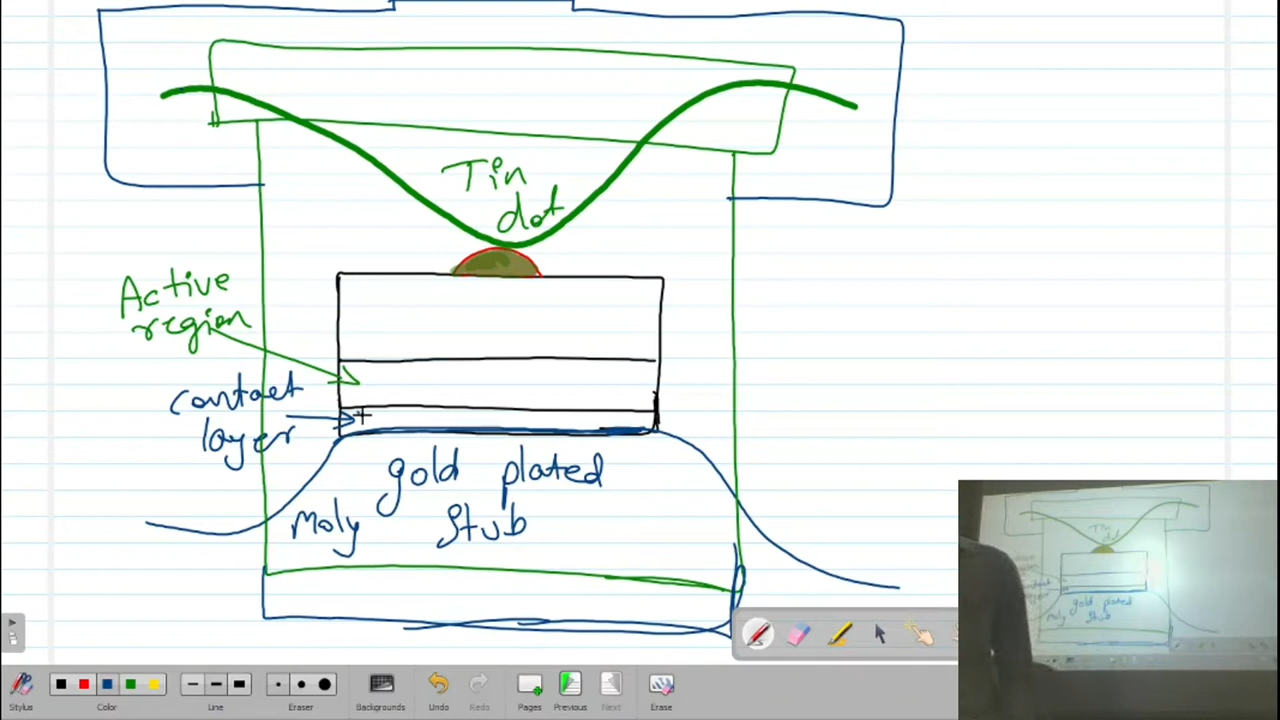 Tin
dot
Active
region
contact
layer
gold plated
Moly stub
Stylus
Color
Line
Eraser
Backgrounds
Undo
Redo
Pages
Previous
Next
Erase